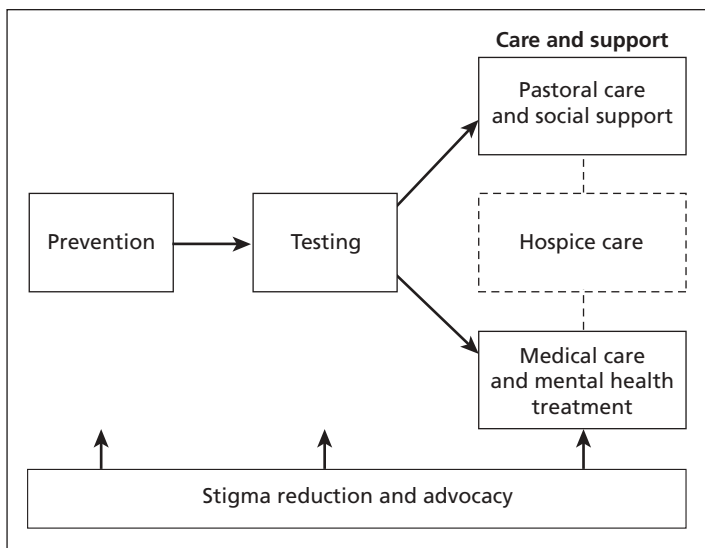 Care and support
Pastoral care
and social support
Prevention
Testing
Hospice care
Medical care
and mental health
treatment
Stigma reduction and advocacy